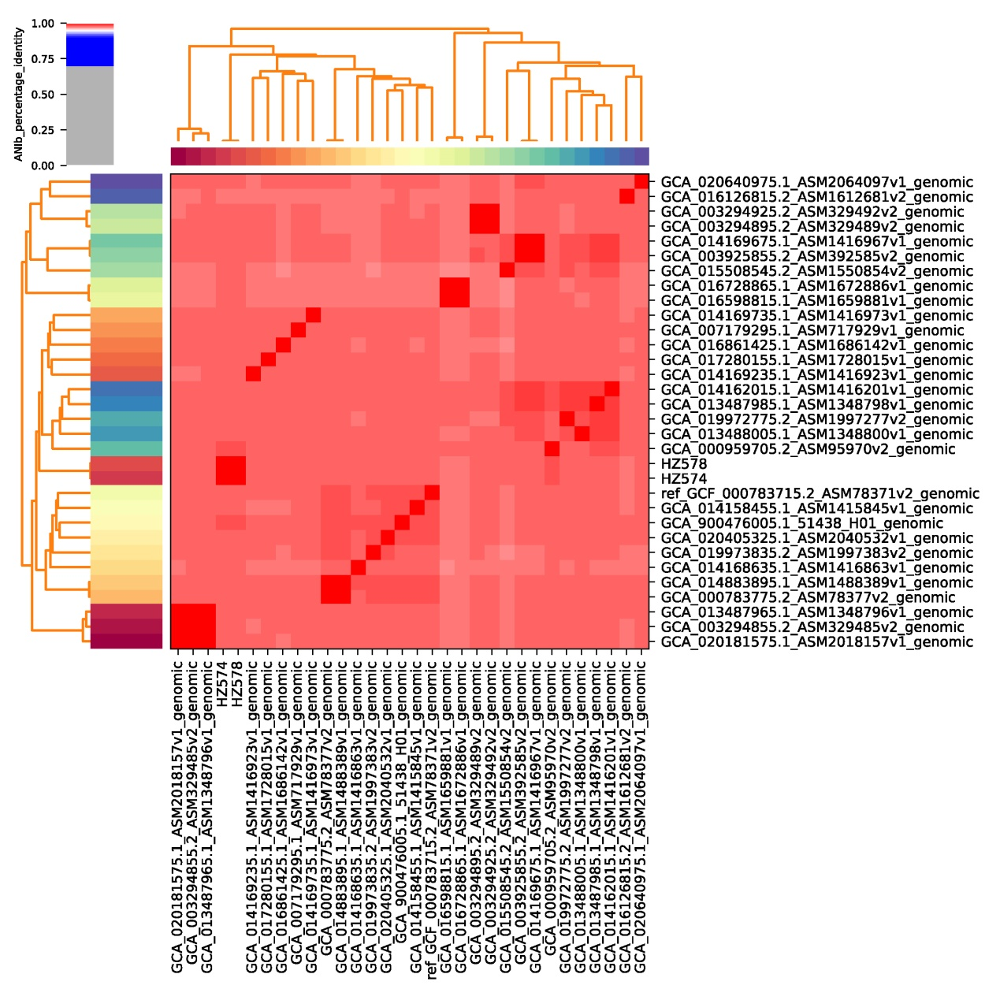 ANIb_percentage_identity
1.00
0.75
0.50
0.25
0.00
GCA_020640975.1_ASM2064097v1_genomic
GCA_016126815.2_ASM1612681v2_genomic
GCA_003294925.2_ASM329492v2_genomic
GCA_003294895.2_ASM329489v2_genomic
GCA_014169675.1_ASM1416967v1_genomic
GCA_003925855.2_ASM392585v2_genomic
GCA_015508545.2_ASM1550854v2_genomic
GCA_016728865.1_ASM1672886v1_genomic
GCA_016598815.1_ASM1659881v1_genomic
GCA_014169735.1_ASM1416973v1_genomic
GCA_007179295.1_ASM717929v1_genomic
GCA_016861425.1_ASM1686142v1_genomic
GCA_017280155.1_ASM1728015v1_genomic
GCA_014169235.1_ASM1416923v1_genomic
GCA_014162015.1_ASM1416201v1_genomic
GCA_013487985.1_ASM1348798v1_genomic
GCA_019972775.2_ASM1997277v2_genomic
GCA_013488005.1_ASM1348800v1_genomic
GCA_000959705.2_ASM95970v2_genomic
HZ578
HZ574
ref_GCF_000783715.2_ASM78371v2_genomic
GCA_014158455.1_ASM1415845v1_genomic
GCA_900476005.1_51438_H01_genomic
GCA_020405325.1_ASM2040532v1_genomic
GCA_019973835.2_ASM1997383v2_genomic
GCA_014168635.1_ASM1416863v1_genomic
GCA_014883895.1_ASM1488389v1_genomic
GCA_000783775.2_ASM78377v2_genomic
GCA_013487965.1_ASM1348796v1_genomic
GCA_003294855.2_ASM329485v2_genomic
GCA_020181575.1_ASM2018157v1_genomic
GCA_020181575.1_ASM2018157v1_genomic
GCA_003294855.2_ASM329485v2_genomic
GCA_013487965.1_ASM1348796v1_genomic
HZ574
HZ578
GCA_014169235.1_ASM1416923v1_genomic
GCA_017280155.1_ASM1728015v1_genomic
GCA_016861425.1_ASM1686142v1_genomic
GCA_007179295.1_ASM717929v1_genomic
GCA_014169735.1_ASM1416973v1_genomic
GCA_000783775.2_ASM78377v2_genomic
GCA_014883895.1_ASM1488389v1_genomic
GCA_014168635.1_ASM1416863v1_genomic
GCA_019973835.2_ASM1997383v2_genomic
GCA_020405325.1_ASM2040532v1_genomic
GCA_900476005.1_51438_H01_genomic
GCA_014158455.1_ASM1415845v1_genomic
ref_GCF_000783715.2_ASM78371v2_genomic
GCA_016598815.1_ASM1659881v1_genomic
GCA_016728865.1_ASM1672886v1_genomic
GCA_003294895.2_ASM329489v2_genomic
GCA_003294925.2_ASM329492v2_genomic
GCA_015508545.2_ASM1550854v2_genomic
GCA_003925855.2_ASM392585v2_genomic
GCA_014169675.1_ASM1416967v1_genomic
GCA_000959705.2_ASM95970v2_genomic
GCA_019972775.2_ASM1997277v2_genomic
GCA_013488005.1_ASM1348800v1_genomic
GCA_013487985.1_ASM1348798v1_genomic
GCA_014162015.1_ASM1416201v1_genomic
GCA_016126815.2_ASM1612681v2_genomic
GCA_020640975.1_ASM2064097v1_genomic